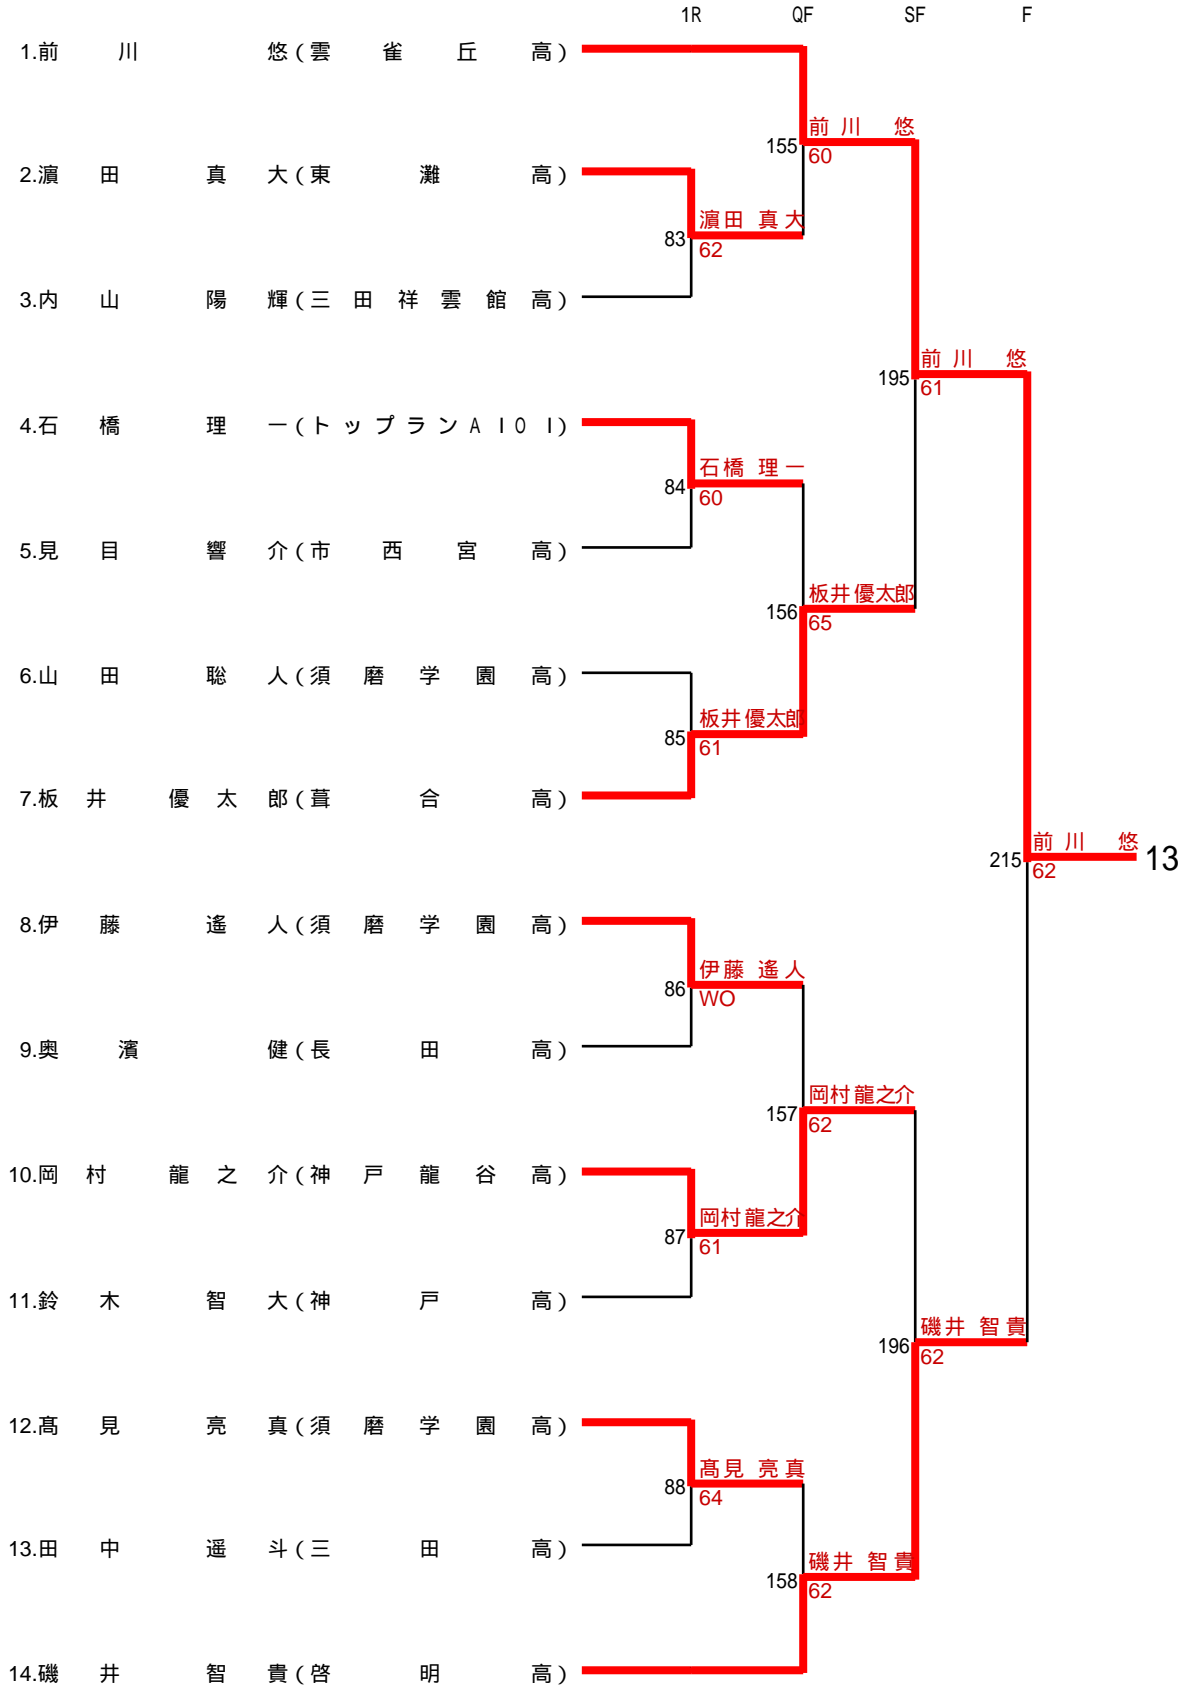 1R QF SF F
1.前川 悠(雲雀丘高)
前川 悠
155
60
2.濵田 真大(東灘高)
濵田 真大
83
62
3.内山 陽輝(三田祥雲館高)
前川 悠
195
61
4.石橋 理一(トップランAIOI)
石橋 理一
84
60
5.見目 響介(市西宮高)
板井優太郎
156
65
6.山田 聡人(須磨学園高)
板井優太郎
85
61
7.板井 優太郎(葺合高)
前川 悠
215
13
62
8.伊藤 遙人(須磨学園高)
伊藤 遙人
86
WO
9.奥濱 健(長田高)
岡村龍之介
157
62
10.岡村 龍之介(神戸龍谷高)
岡村龍之介
87
61
11.鈴木 智大(神戸高)
磯井 智貴
196
62
12.髙見 亮真(須磨学園高)
髙見 亮真
88
64
13.田中 遥斗(三田高)
磯井 智貴
158
62
14.磯井 智貴(啓明高)